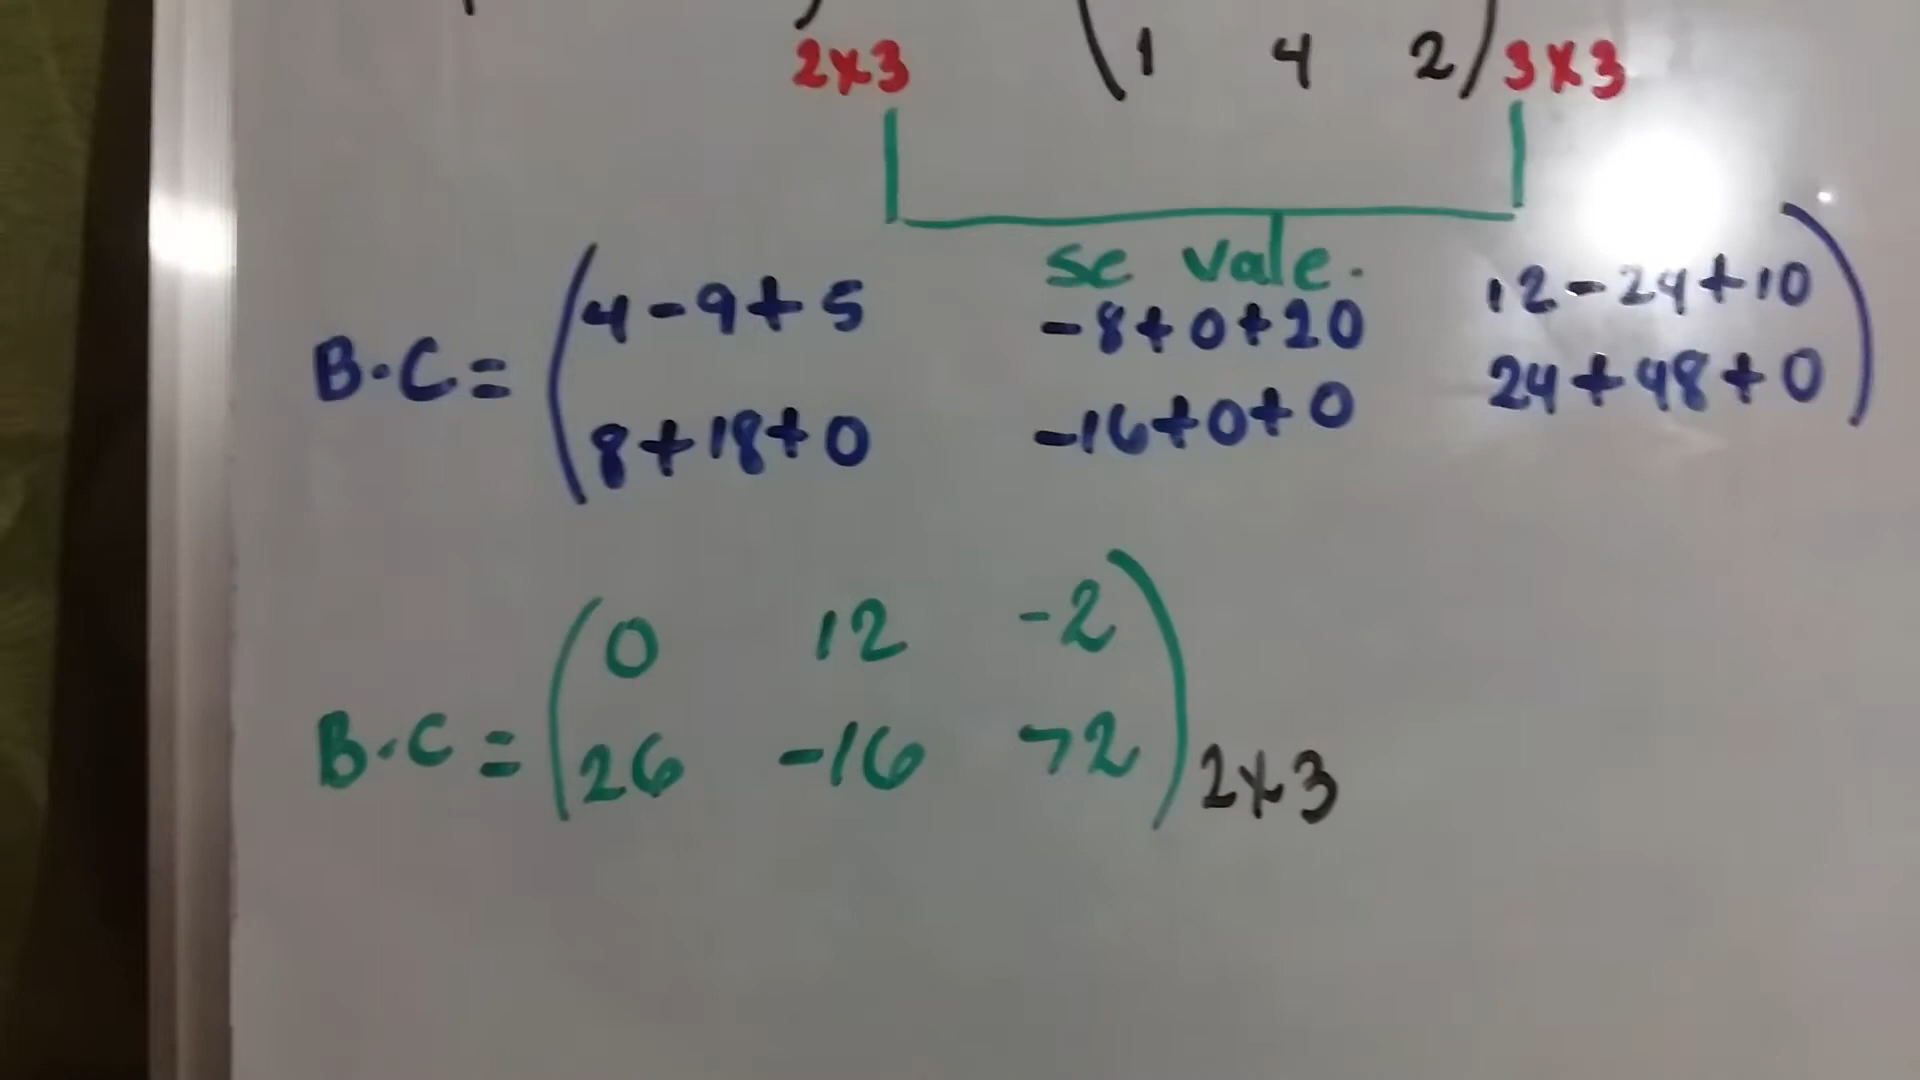 2x3 (1 4 2) 3x3
se vale.
B·C= (4-9+5 -8+0+20 12-24+10)
(8+18+0 -16+0+0 24+48+0)
B·C= (0 12 -2)
(26 -16 72) 2x3